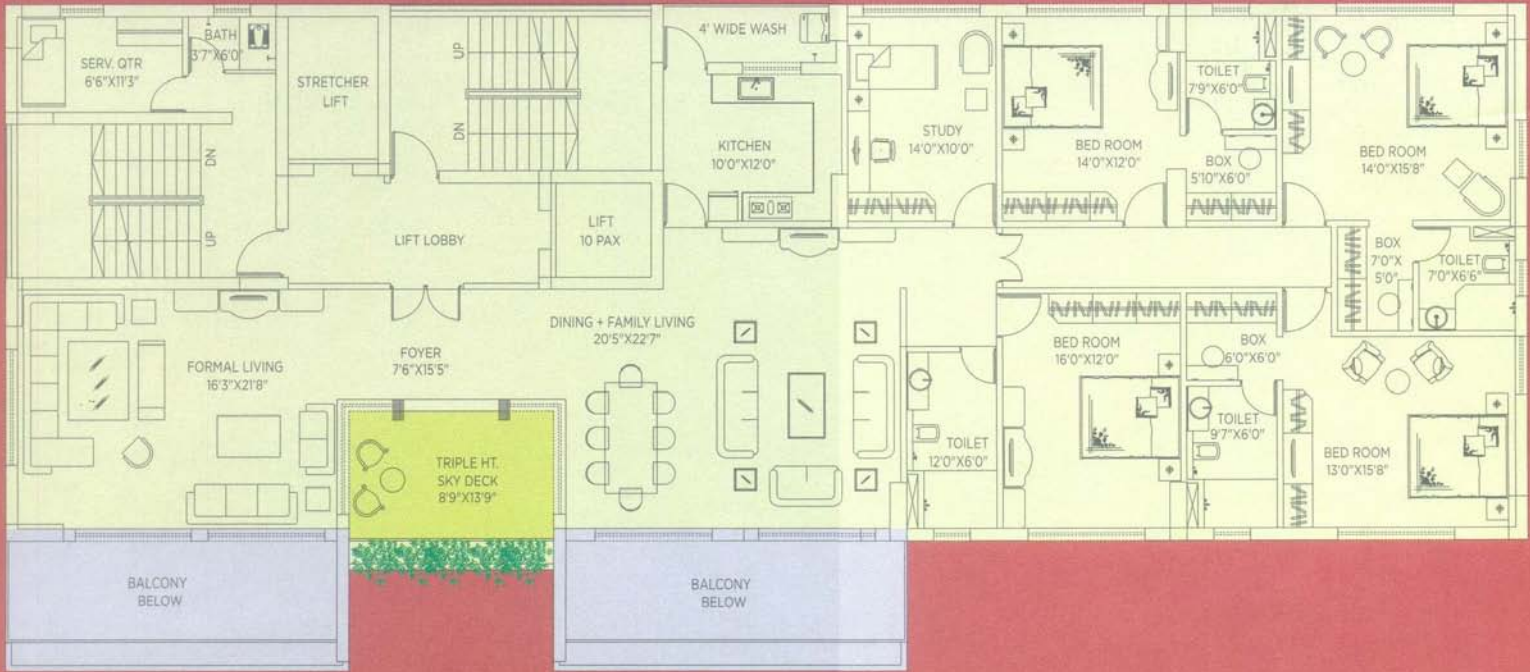 SERV. QTR
6'6"X11'3"
BATH
3'7"X6'0"
STRETCHER
LIFT
UP
DN
4' WIDE WASH
KITCHEN
10'0"X12'0"
STUDY
14'0"X10'0"
BED ROOM
14'0"X12'0"
TOILET
7'9"X6'0"
BOX
5'10"X6'0"
BED ROOM
14'0"X15'8"
DN
UP
LIFT LOBBY
LIFT
10 PAX
BOX
7'0"X
5'0"
TOILET
7'0"X6'6"
FORMAL LIVING
16'3"X21'8"
FOYER
7'6"X15'5"
DINING + FAMILY LIVING
20'5"X22'7"
BED ROOM
16'0"X12'0"
BOX
6'0"X6'0"
TOILET
12'0"X6'0"
TOILET
9'7"X6'0"
BED ROOM
13'0"X15'8"
TRIPLE HT.
SKY DECK
8'9"X13'9"
BALCONY
BELOW
BALCONY
BELOW